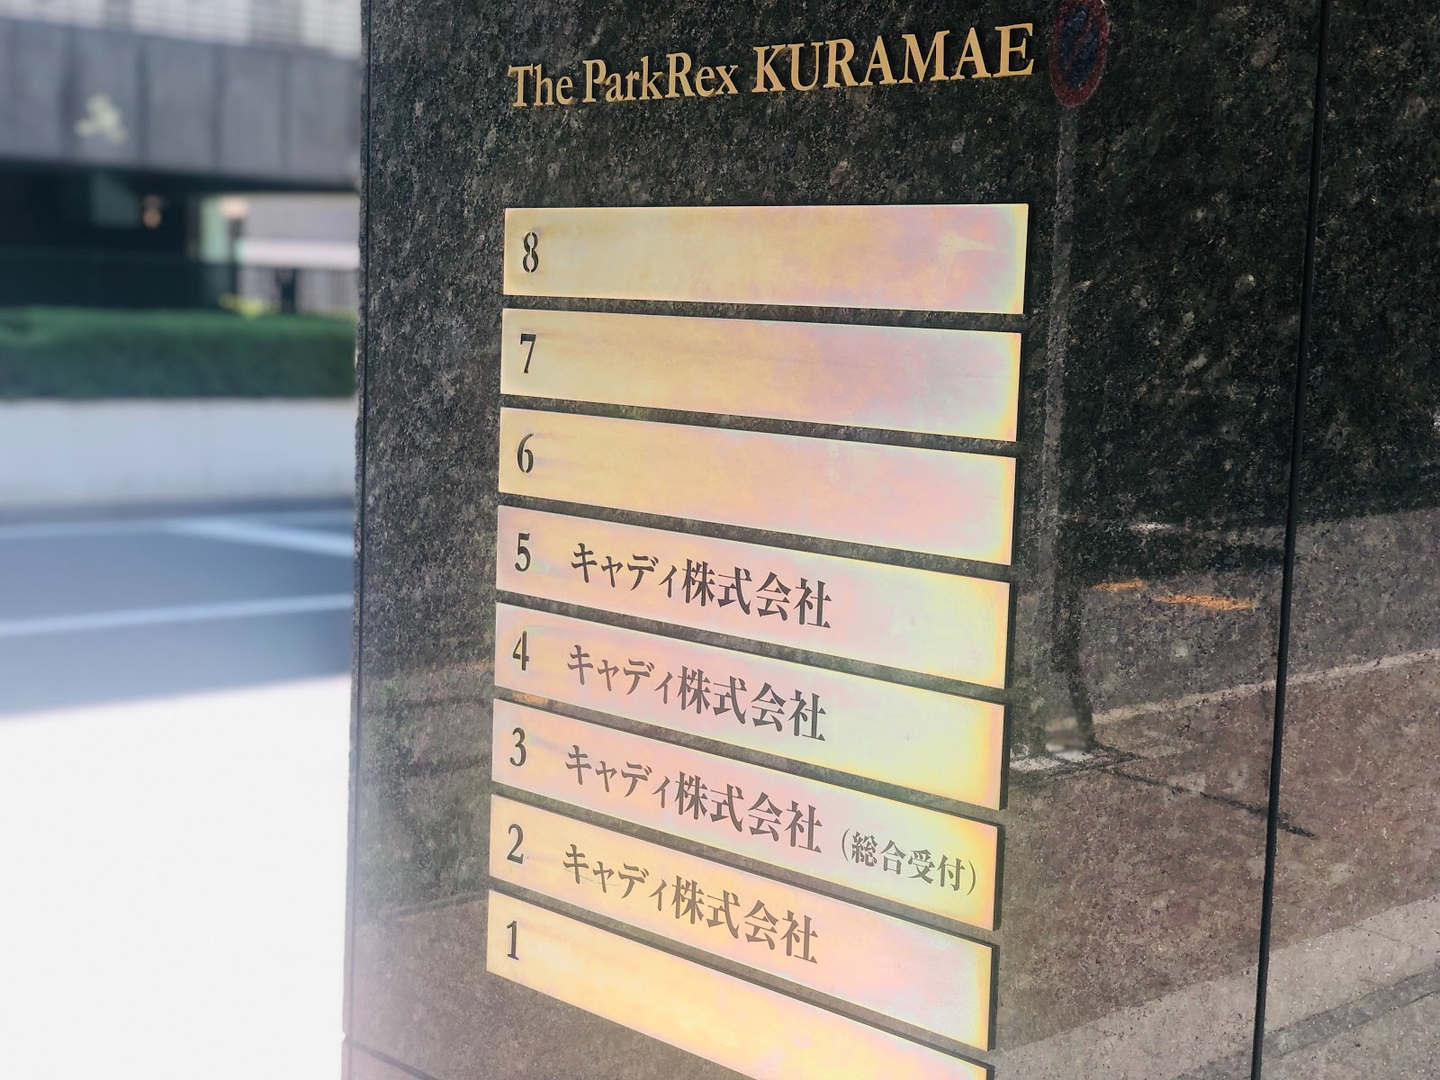 The ParkRex KURAMAE
8
7
6
5 キャディ株式会社
4 キャディ株式会社
3 キャディ株式会社 (総合受付)
2 キャディ株式会社
1